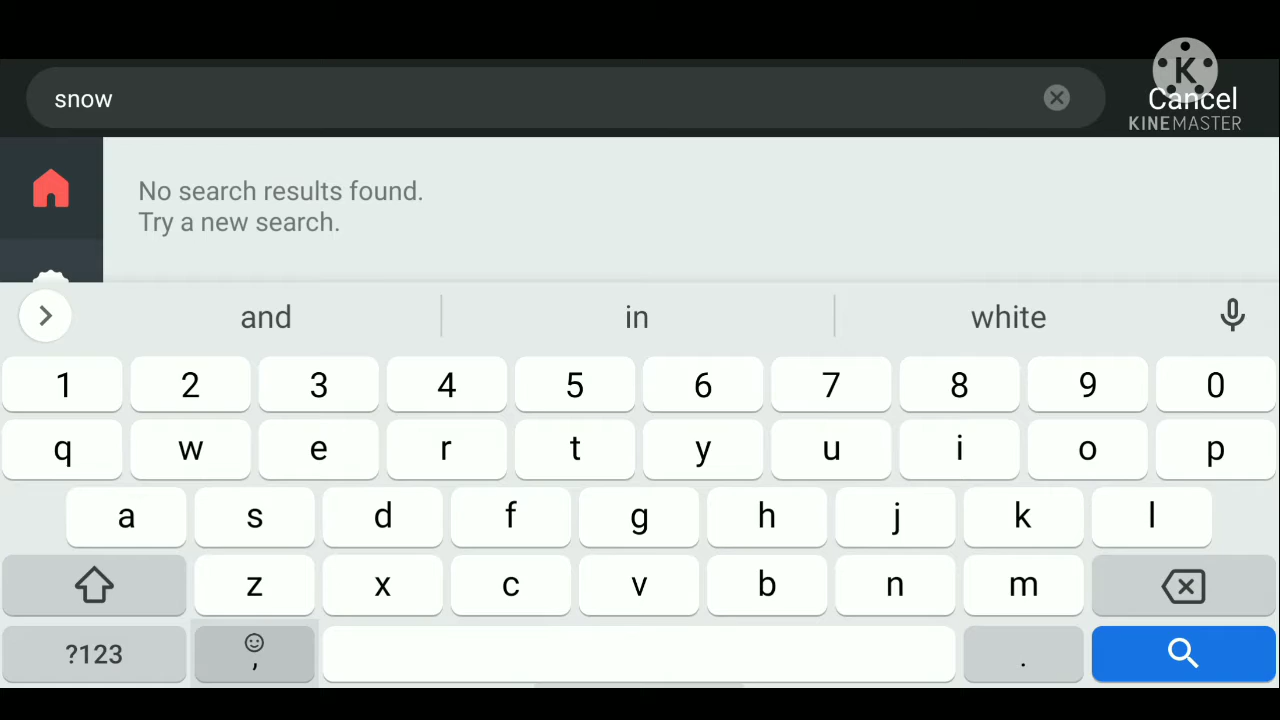 snow
Cancel
K
KINEMASTER
No search results found.
Try a new search.
and in white
1 2 3 4 5 6 7 8 9 0
q w e r t y u i o p
a s d f g h j k l
z x c v b n m
?123 , .